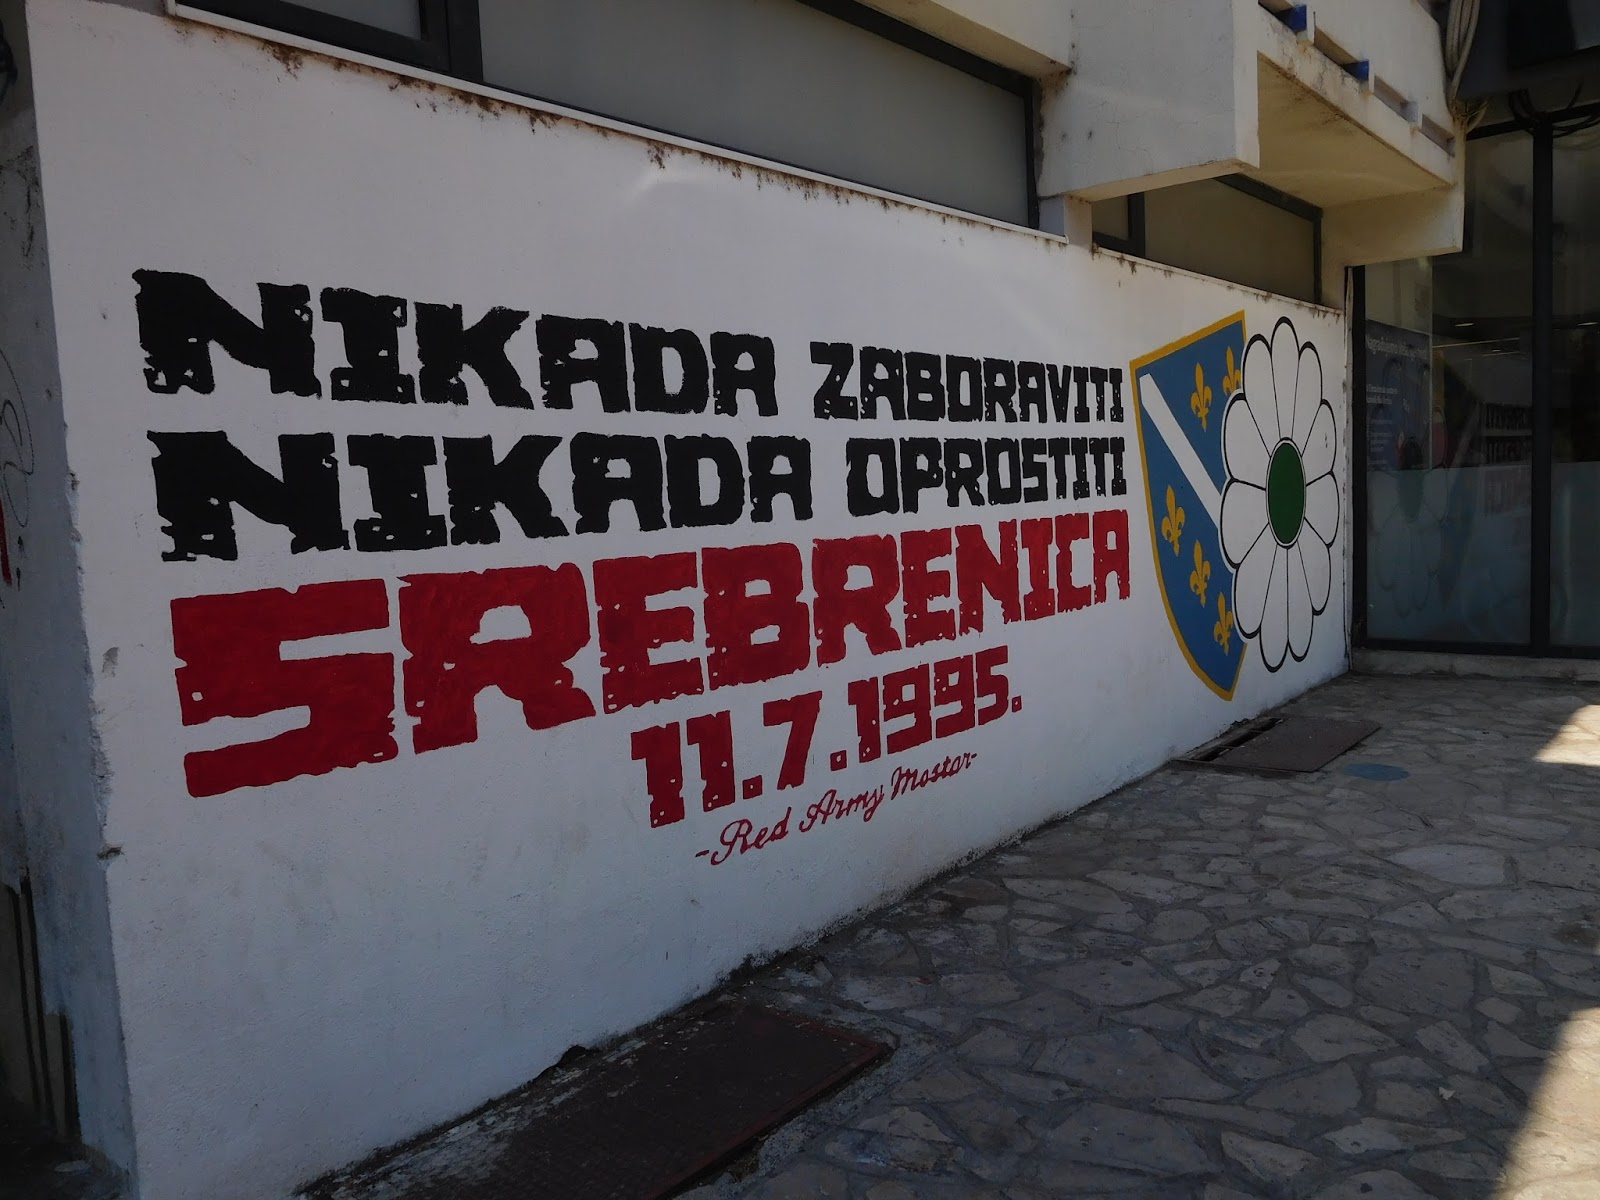 NIKADA ZABORAVITI
NIKADA OPROSTITI
SREBRENICA
11.7.1995.
-Red Army Mostar-